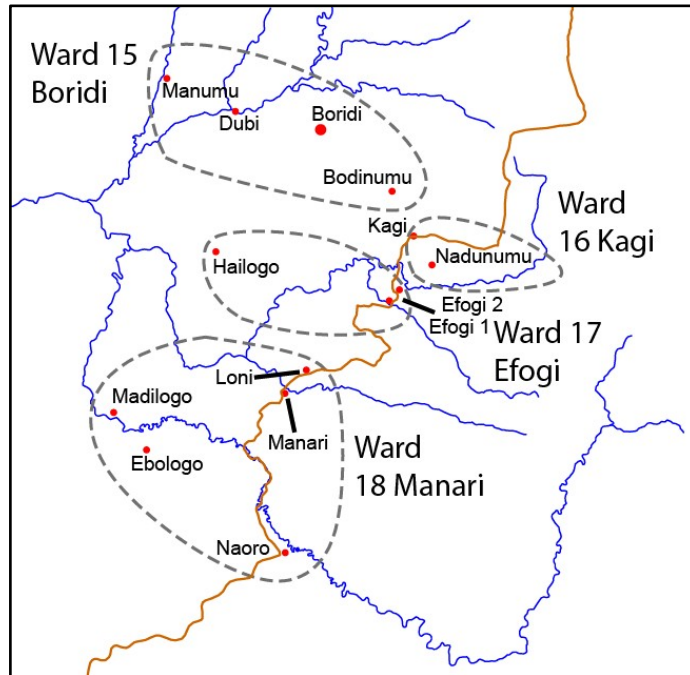 Ward 15
Boridi
Manumu
Dubi
Boridi
Bodinumu
Kagi
Ward
16 Kagi
Nadunumu
Hailogo
Efogi 2
Efogi 1
Ward 17
Efogi
Loni
Madilogo
Manari
Ward
18 Manari
Ebologo
Naoro